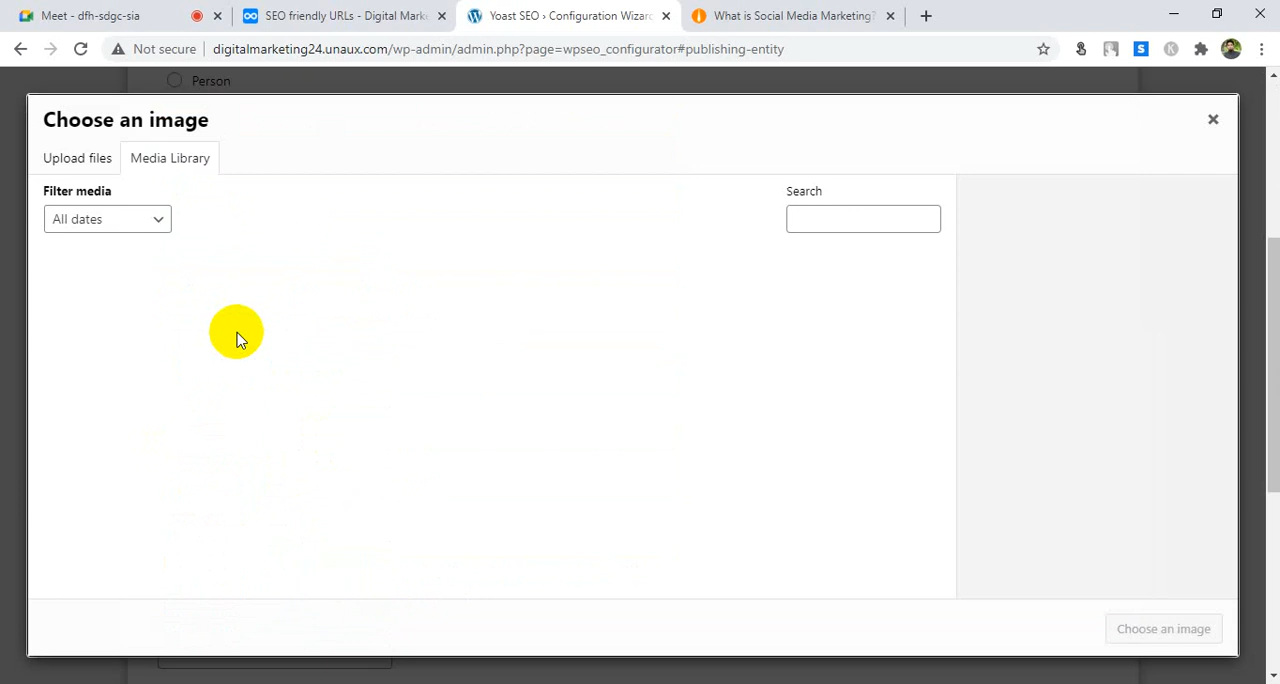 Meet - dfh-sdgc-sia
SEO friendly URLs - Digital Marke
Yoast SEO › Configuration Wizard
What is Social Media Marketing?
Not secure
digitalmarketing24.unaux.com/wp-admin/admin.php?page=wpseo_configurator#publishing-entity
Person
Choose an image
Upload files
Media Library
Filter media
Search
All dates
Choose an image